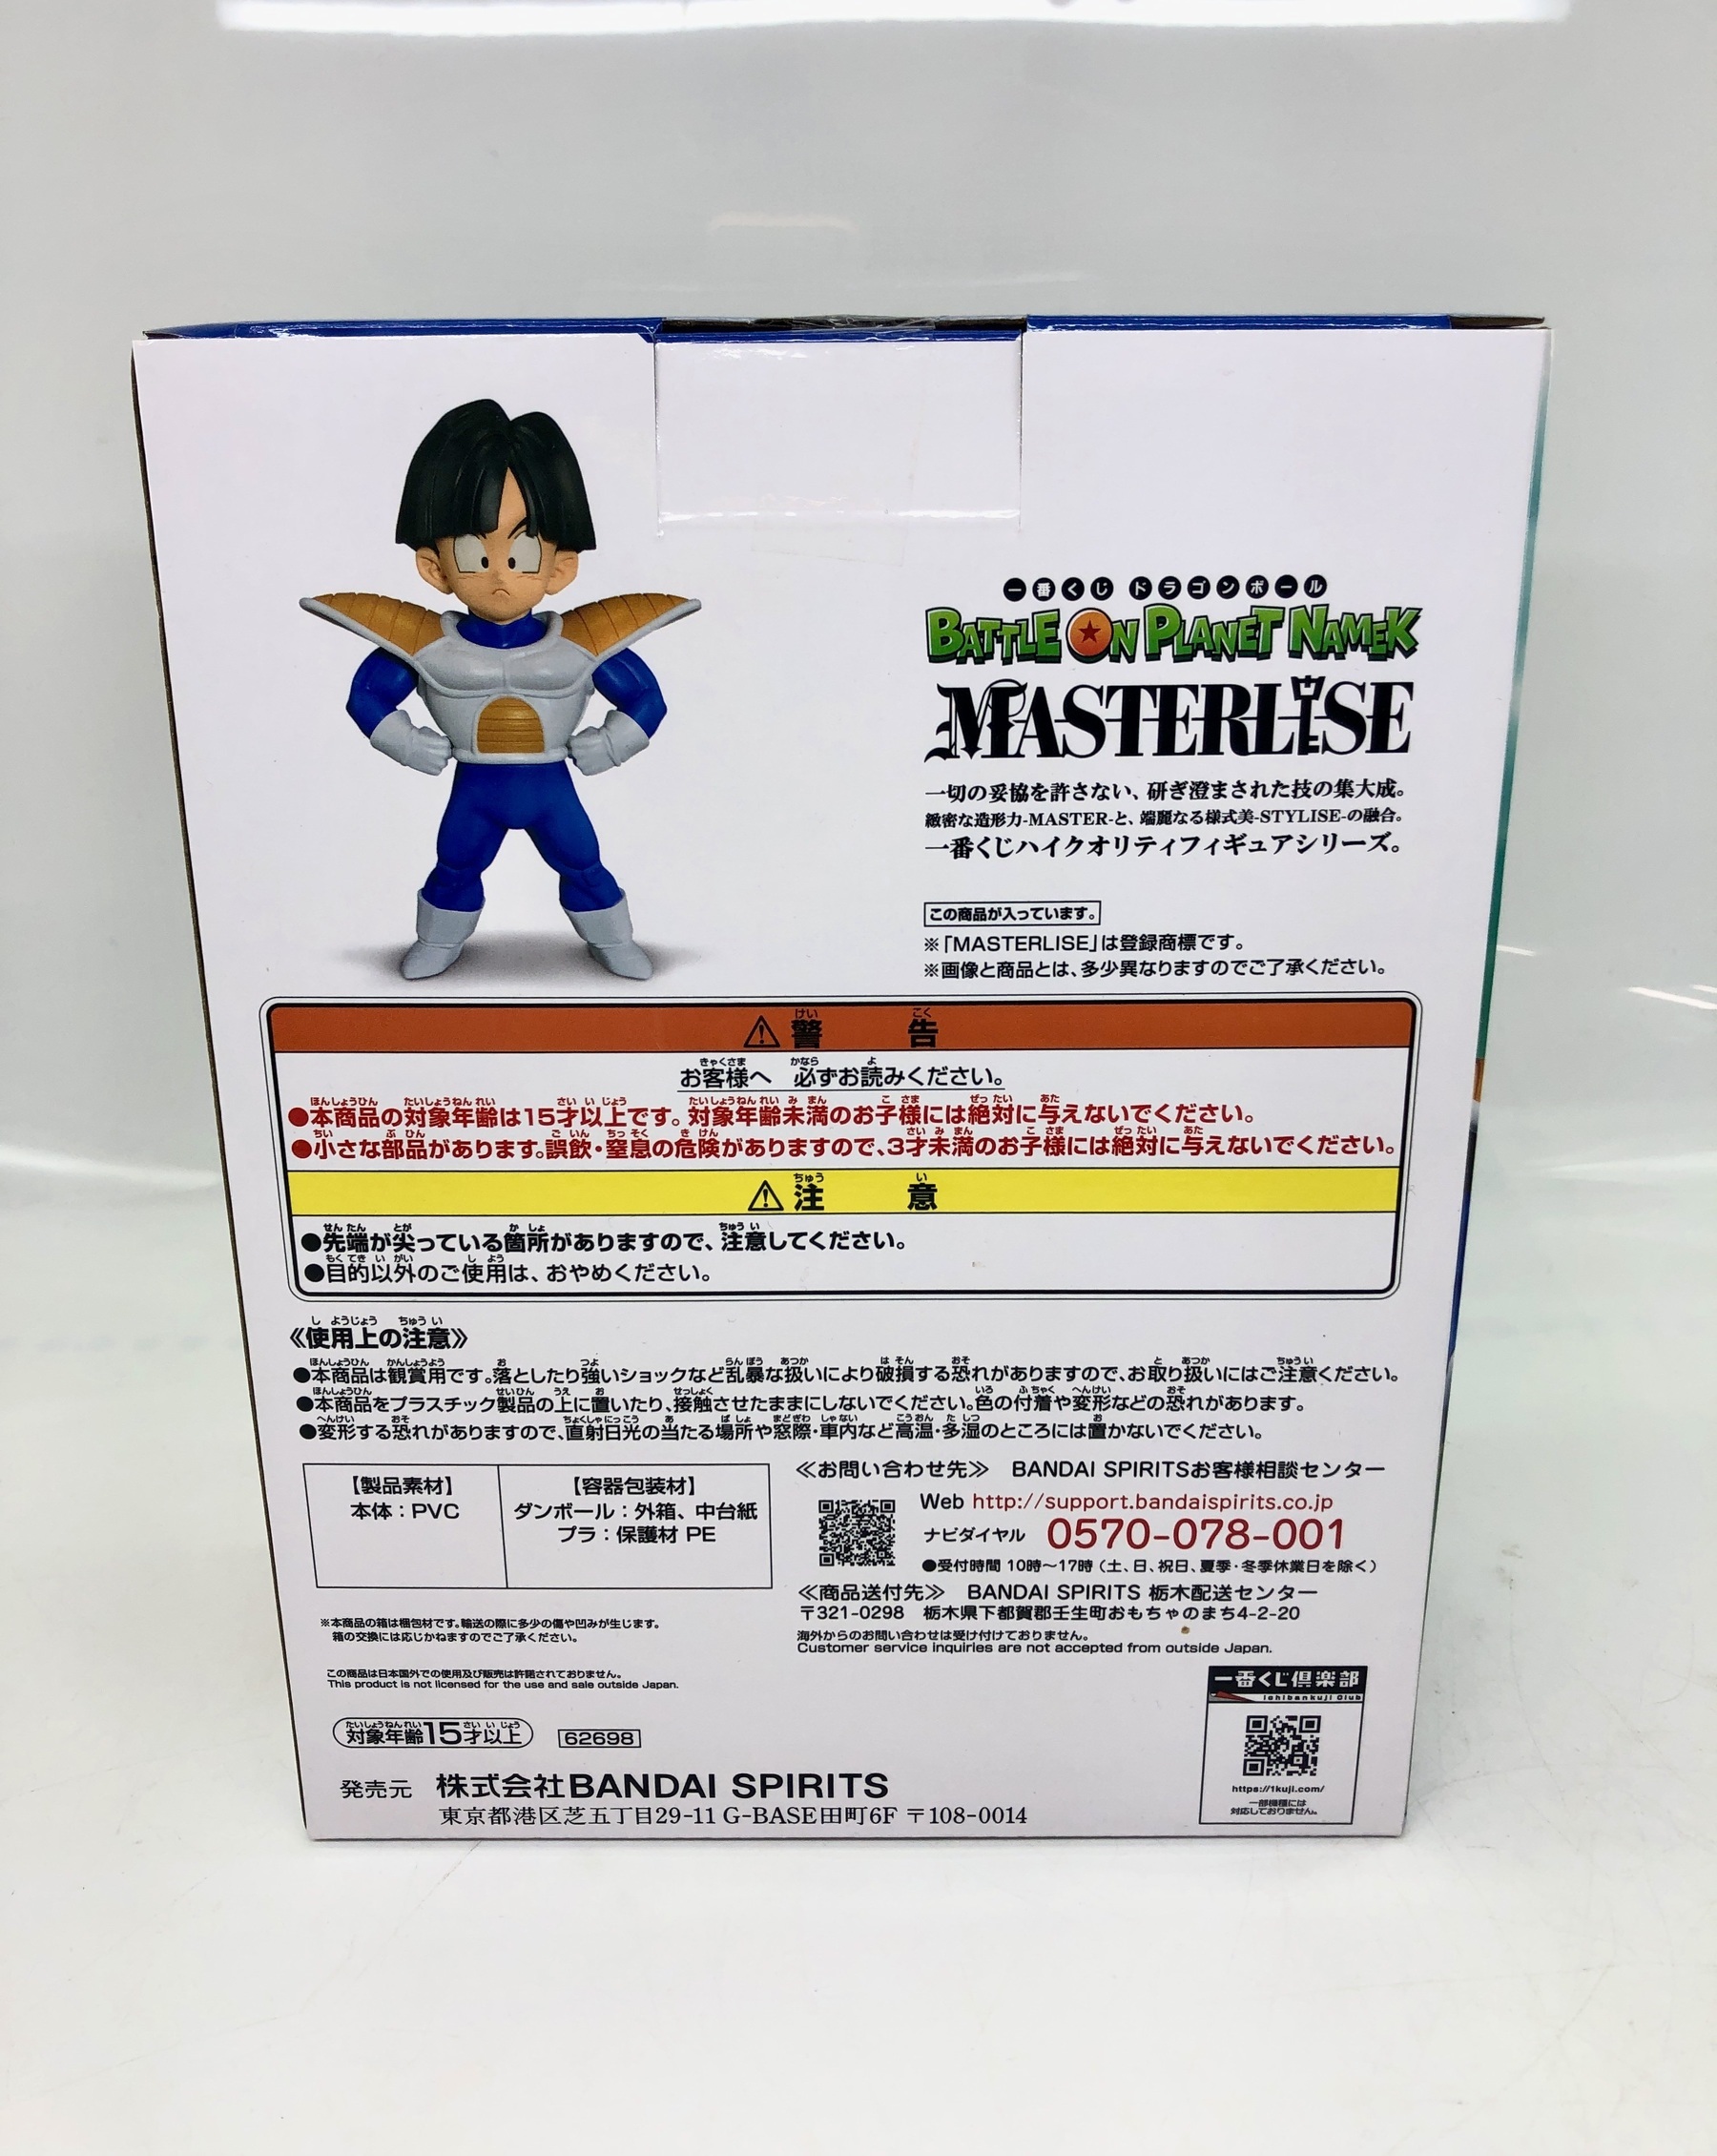 一番くじ ドラゴンボール
BATTLE ON PLANET NAMEK
MASTERLISE
一切の妥協を許さない、研ぎ澄まされた技の集大成。
緻密な造形力-MASTER-と、端麗なる様式美-STYLISE-の融合。
一番くじハイクオリティフィギュアシリーズ。
この商品が入っています。
※「MASTERLISE」は登録商標です。
※画像と商品とは、多少異なりますのでご了承ください。
⚠警告
お客様へ 必ずお読みください。
●本商品の対象年齢は15才以上です。対象年齢未満のお子様には絶対に与えないでください。
●小さな部品があります。誤飲・窒息の危険がありますので、3才未満のお子様には絶対に与えないでください。
⚠注意
●先端が尖っている箇所がありますので、注意してください。
●目的以外のご使用は、おやめください。
《使用上の注意》
●本商品は観賞用です。落としたり強いショックなど乱暴な扱いにより破損する恐れがありますので、お取り扱いにはご注意ください。
●本商品をプラスチック製品の上に置いたり、接触させたままにしないでください。色の付着や変形などの恐れがあります。
●変形する恐れがありますので、直射日光の当たる場所や窓際・車内など高温・多湿のところには置かないでください。
【製品素材】
本体：PVC
【容器包装材】
ダンボール：外箱、中台紙
プラ：保護材 PE
≪お問い合わせ先≫ BANDAI SPIRITSお客様相談センター
Web http://support.bandaispirits.co.jp
ナビダイヤル 0570-078-001
●受付時間 10時～17時（土、日、祝日、夏季・冬季休業日を除く）
≪商品送付先≫ BANDAI SPIRITS 栃木配送センター
〒321-0298 栃木県下都賀郡壬生町おもちゃのまち4-2-20
海外からのお問い合わせは受け付けておりません。
Customer service inquiries are not accepted from outside Japan.
※本商品の箱は梱包材です。輸送の際に多少の傷や凹みが生じます。
箱の交換には応じかねますのでご了承ください。
この商品は日本国外での使用及び販売は許諾されておりません。
This product is not licensed for the use and sale outside Japan.
対象年齢15才以上
62698
発売元 株式会社BANDAI SPIRITS
東京都港区芝五丁目29-11 G-BASE田町6F 〒108-0014
一番くじ倶楽部
Ichibankuji Club
https://1kuji.com/
一部機種には
対応しておりません。